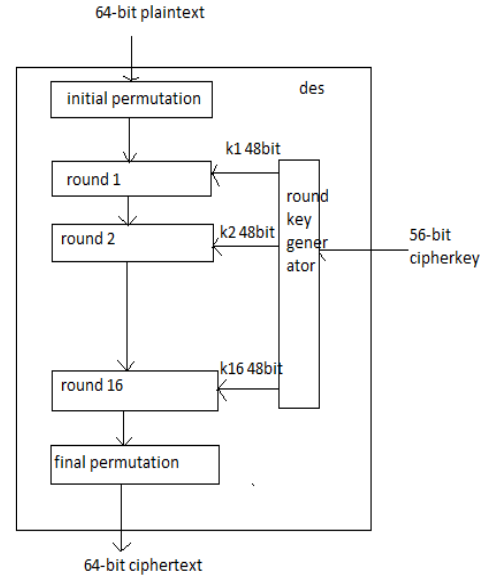 64-bit plaintext
des
initial permutation
k1 48bit
round 1
round
key
gener
ator
k2 48bit
round 2
56-bit
cipherkey
k16 48bit
round 16
final permutation
64-bit ciphertext